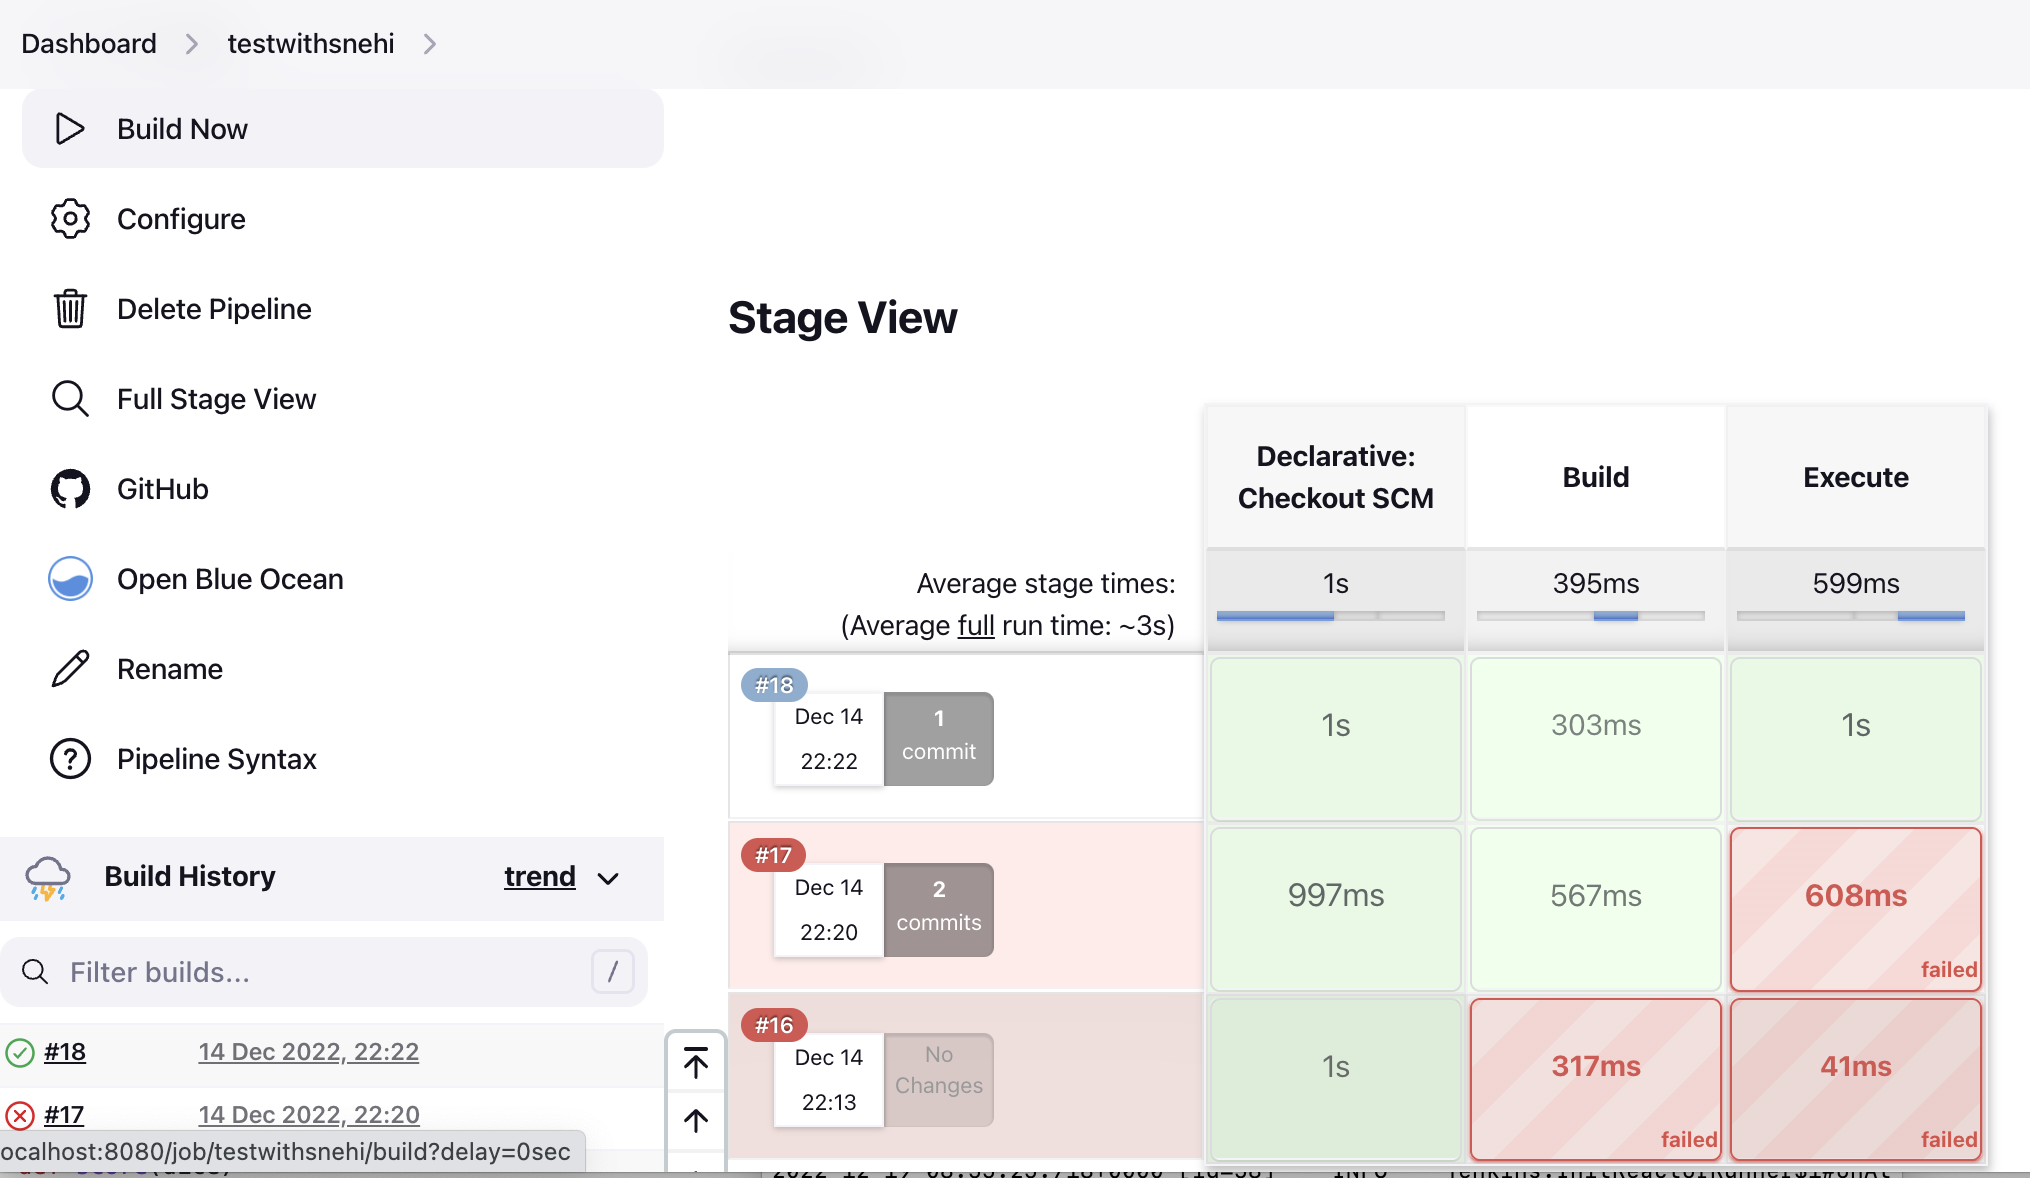 Dashboard
testwithsnehi
Build Now
Configure
Delete Pipeline
Full Stage View
GitHub
Open Blue Ocean
Rename
Pipeline Syntax
Build History
trend
Filter builds...
/
#18
14 Dec 2022, 22:22
#17
14 Dec 2022, 22:20
ocalhost:8080/job/testwithsnehi/build?delay=0sec
Stage View
Declarative:
Checkout SCM
Build
Execute
Average stage times:
(Average full run time: ~3s)
1s
395ms
599ms
#18
Dec 14
22:22
1
commit
1s
303ms
1s
#17
Dec 14
22:20
2
commits
997ms
567ms
608ms
failed
#16
Dec 14
22:13
No
Changes
1s
317ms
failed
41ms
failed